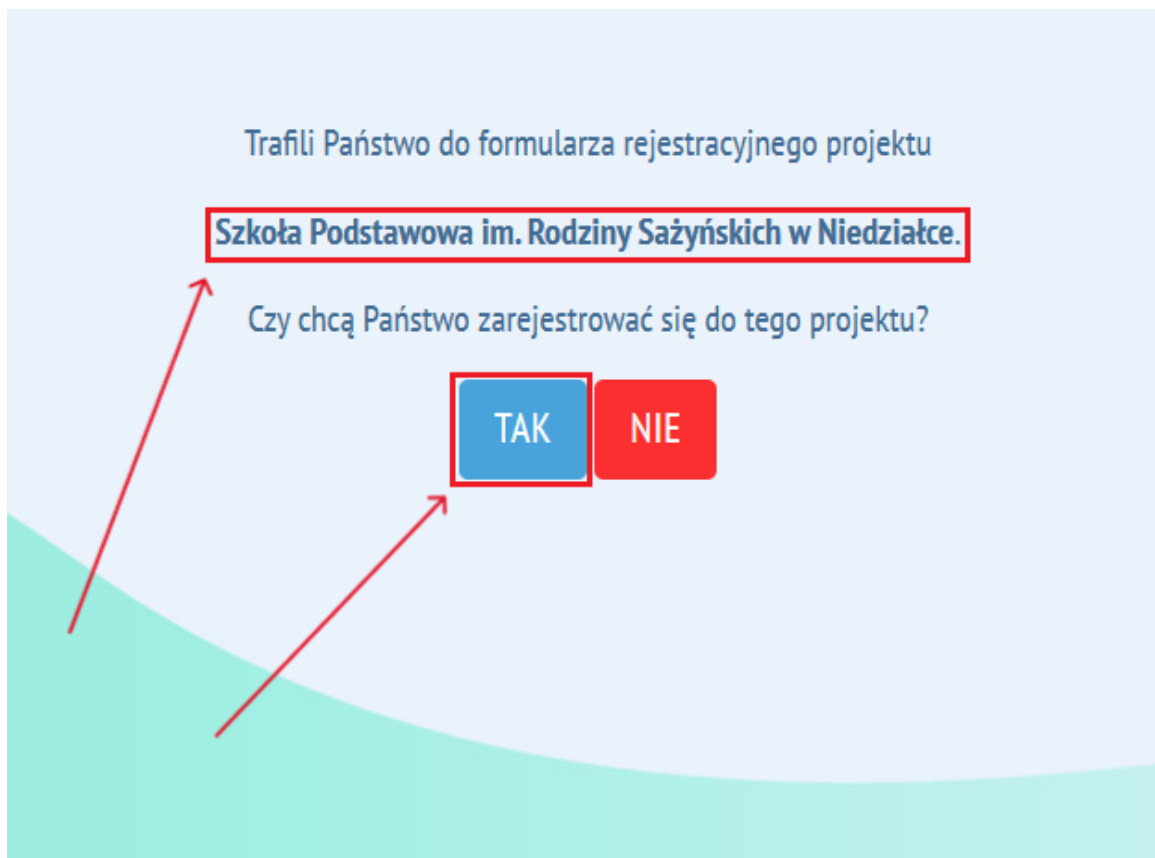 Trafili Państwo do formularza rejestracyjnego projektu
Szkoła Podstawowa im. Rodziny Sażyńskich w Niedziałce.
Czy chcą Państwo zarejestrować się do tego projektu?
TAK NIE